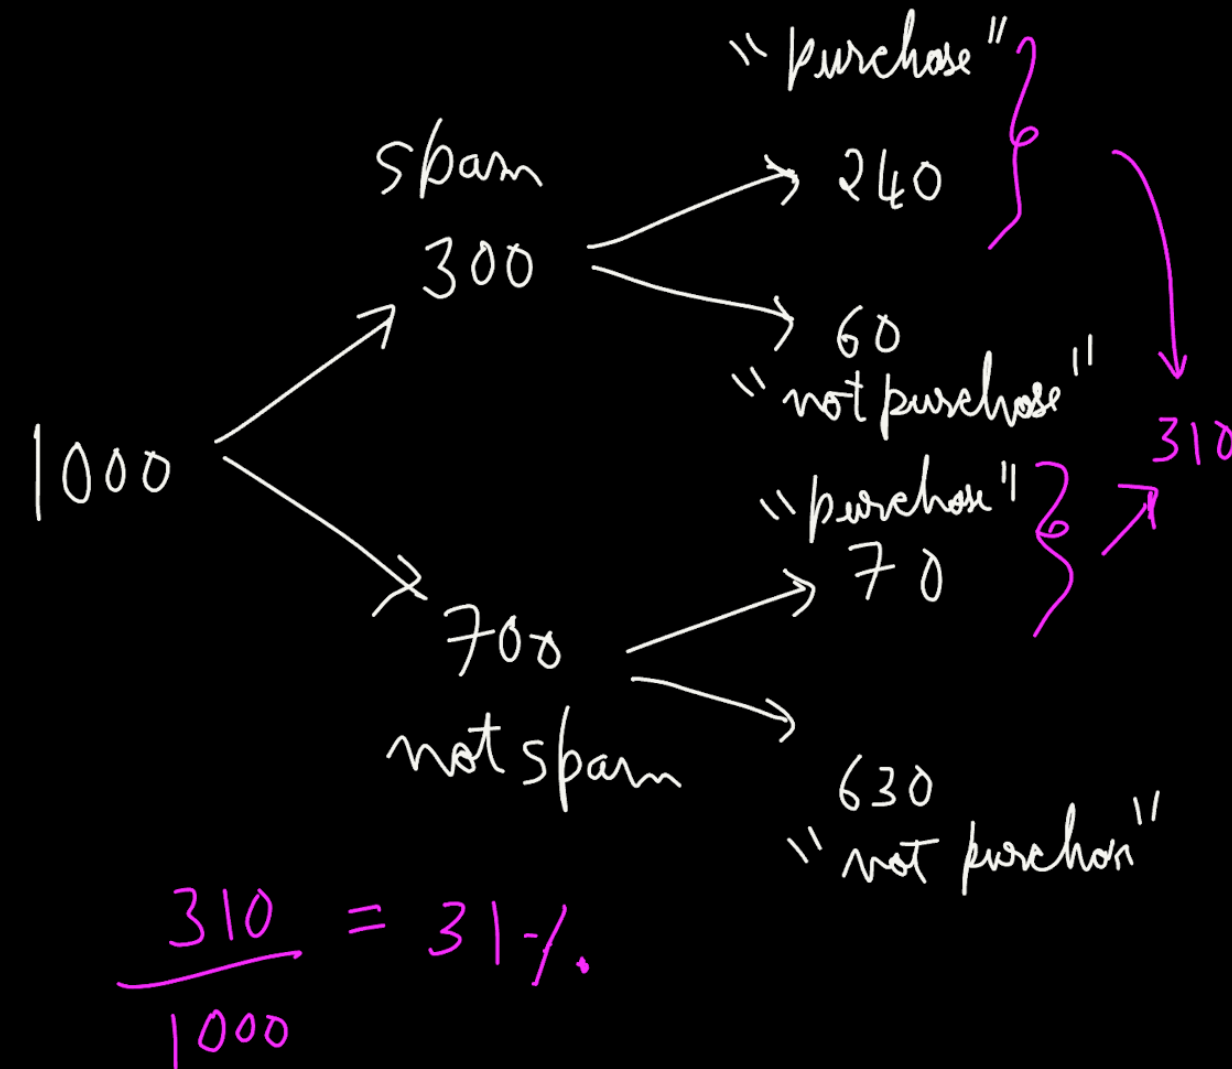 "purchase"
spam
240
300
60
"not purchase"
310
1000
"purchase"
70
700
not spam
630
"not purchase"
310
1000
= 31%.